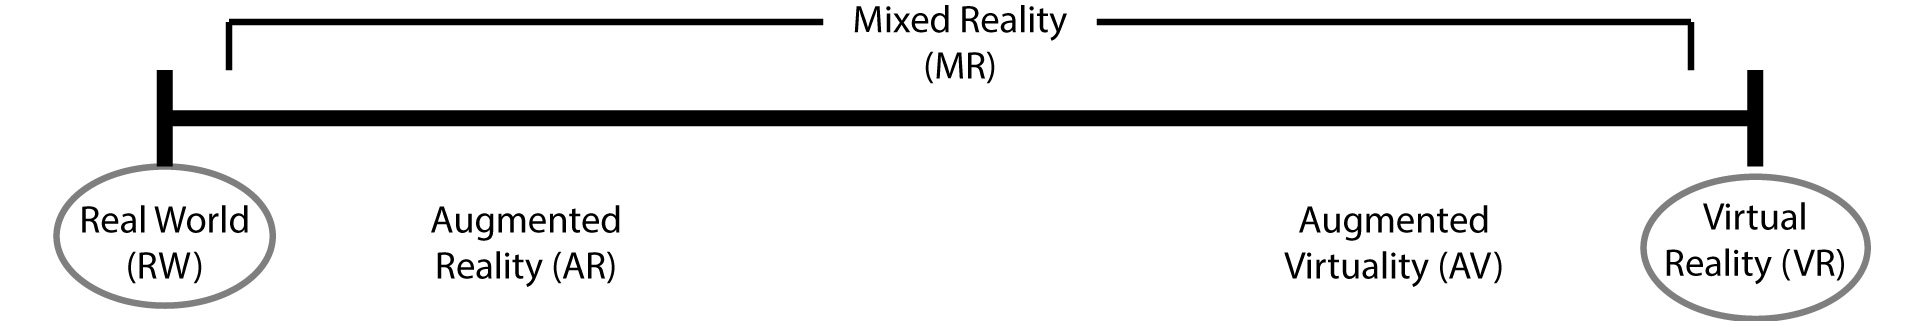 Mixed Reality
(MR)
Real World
(RW)
Augmented
Reality (AR)
Augmented
Virtuality (AV)
Virtual
Reality (VR)